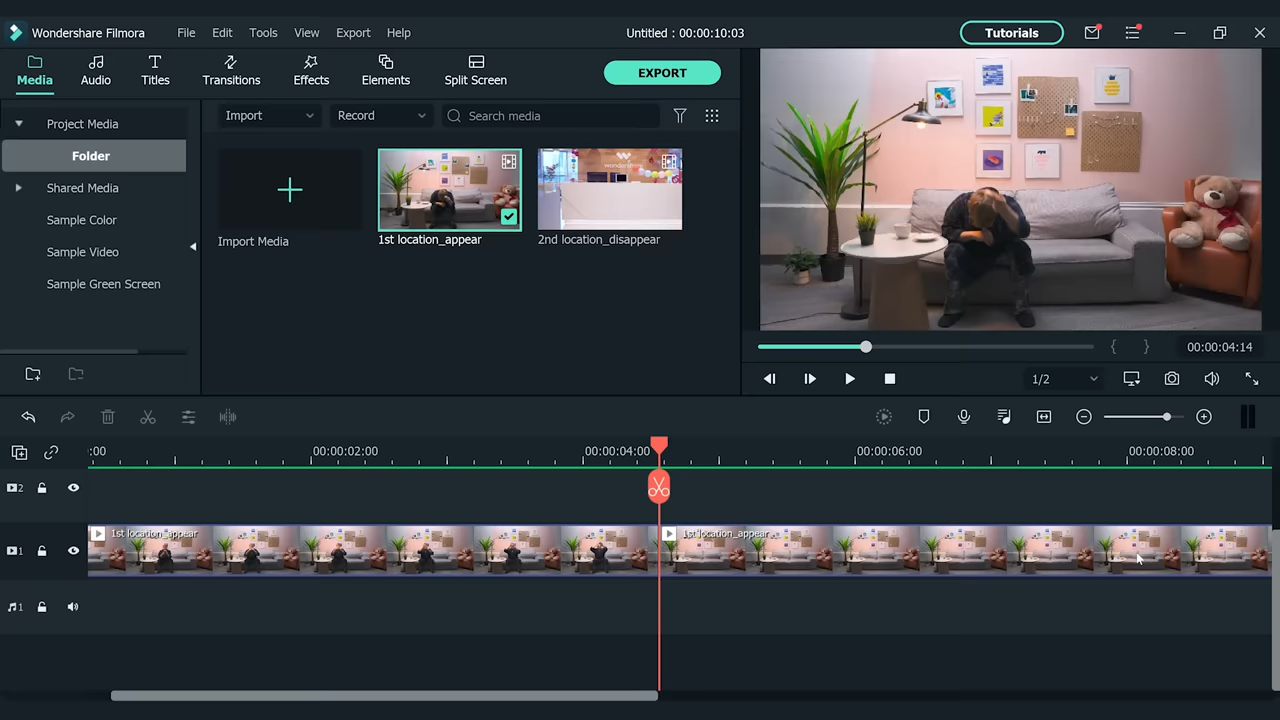 Wondershare Filmora
File
Edit
Tools
View
Export
Help
Untitled : 00:00:10:03
Tutorials
Media
Audio
Titles
Transitions
Effects
Elements
Split Screen
EXPORT
Project Media
Folder
Shared Media
Sample Color
Sample Video
Sample Green Screen
Import
Record
Search media
Import Media
1st location_appear
2nd location_disappear
00:00:04:14
1/2
:00
00:00:02:00
00:00:04:00
00:00:06:00
00:00:08:00
2
1
1st location_appear
1st location_appear
1